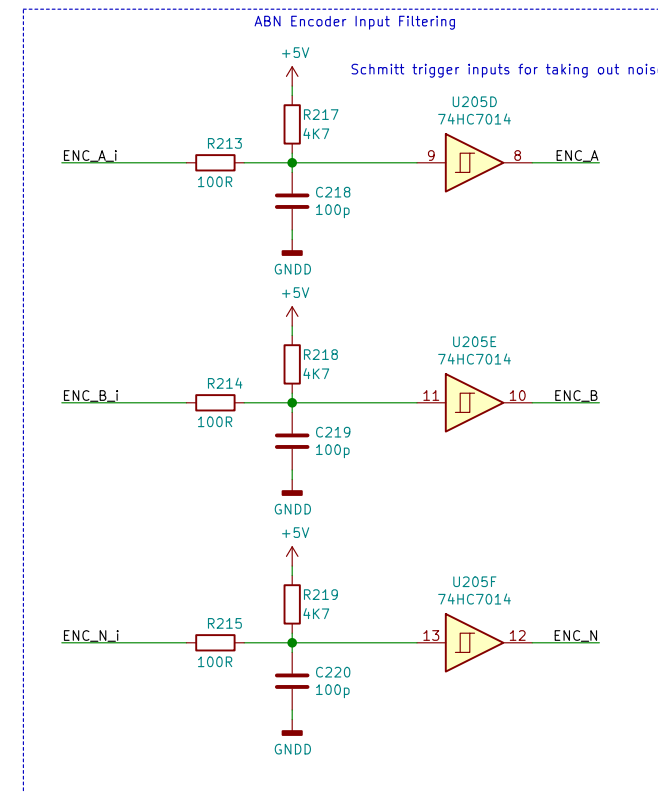 ABN Encoder Input Filtering
+5V
Schmitt trigger inputs for taking out nois
R217
4K7
U205D
74HC7014
ENC_A_i
R213
100R
9
8
ENC_A
C218
100p
GNDD
+5V
R218
4K7
U205E
74HC7014
ENC_B_i
R214
100R
11
10
ENC_B
C219
100p
GNDD
+5V
R219
4K7
U205F
74HC7014
ENC_N_i
R215
100R
13
12
ENC_N
C220
100p
GNDD